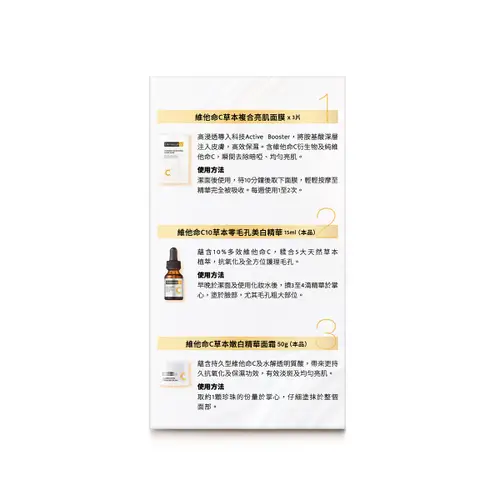 1
維他命C草本複合亮肌面膜 x 3片
高浸透導入科技Active Booster，將胺基酸深層
注入皮膚，高效保濕。含維他命C衍生物及純維
他命C，瞬間去除暗啞，均勻亮肌。
使用方法
潔面後使用，待10分鐘後取下面膜，輕輕按摩至
精華完全被吸收。每週使用1至2次。
C
2
維他命C10草本零毛孔美白精華 15ml (本品)
蘊含10%多效維他命C，糅合5大天然草本
植萃，抗氧化及全方位護理毛孔。
使用方法
早晚於潔面及使用化妝水後，擠3至4滴精華於掌
心，塗於臉部，尤其毛孔粗大部位。
C
3
維他命C草本嫩白精華面霜 50g (本品)
蘊含持久型維他命C及水解透明質酸，帶來更持
久抗氧化及保濕功效，有效淡斑及均勻亮肌。
使用方法
取約1顆珍珠的份量於掌心，仔細塗抹於整個
面部。
C